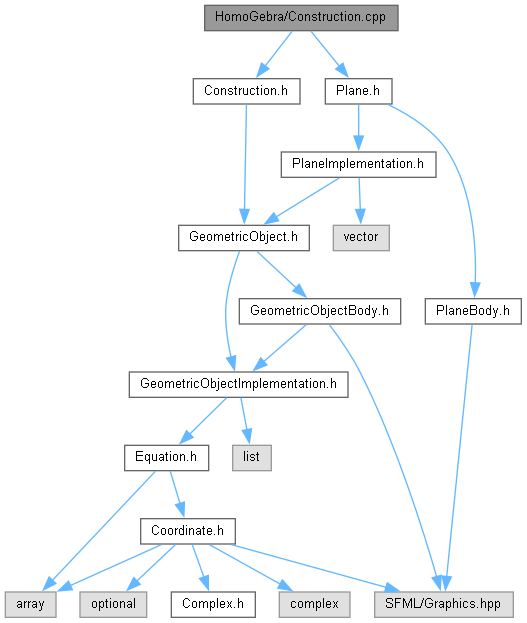 HomoGebra/Construction.cpp
Construction.h
Plane.h
PlaneImplementation.h
GeometricObject.h
vector
GeometricObjectBody.h
PlaneBody.h
GeometricObjectImplementation.h
Equation.h
list
Coordinate.h
array
optional
Complex.h
complex
SFML/Graphics.hpp